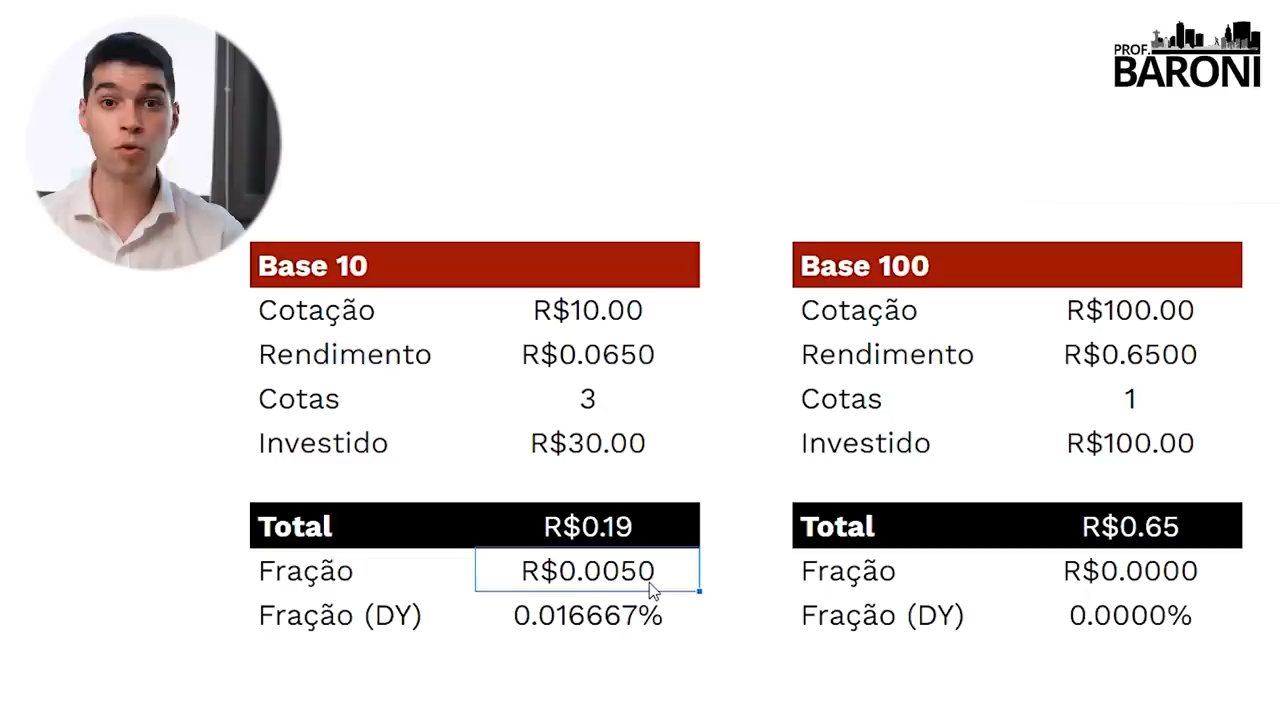 PROF.
BARONI
Base 10
Cotação R$10.00
Rendimento R$0.0650
Cotas 3
Investido R$30.00
Total R$0.19
Fração R$0.0050
Fração (DY) 0.016667%
Base 100
Cotação R$100.00
Rendimento R$0.6500
Cotas 1
Investido R$100.00
Total R$0.65
Fração R$0.0000
Fração (DY) 0.0000%